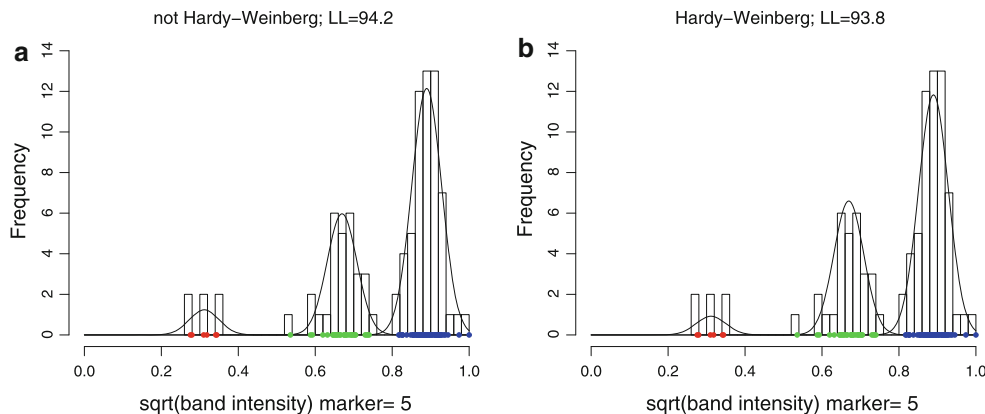 not Hardy–Weinberg; LL=94.2
a
14
12
10
8
6
4
2
0
Frequency
0.0 0.2 0.4 0.6 0.8 1.0
sqrt(band intensity) marker= 5
Hardy–Weinberg; LL=93.8
b
14
12
10
8
6
4
2
0
Frequency
0.0 0.2 0.4 0.6 0.8 1.0
sqrt(band intensity) marker= 5